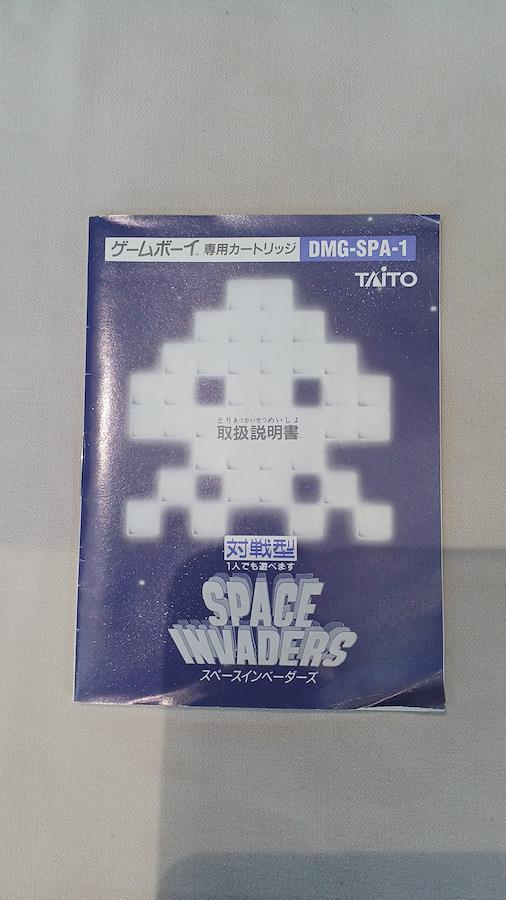 ゲームボーイ™専用カートリッジ DMG-SPA-1
TAITO
とりあつかいせつめいしょ
取扱説明書
対戦型
1人でも遊べます
SPACE
INVADERS
スペースインベーダーズ